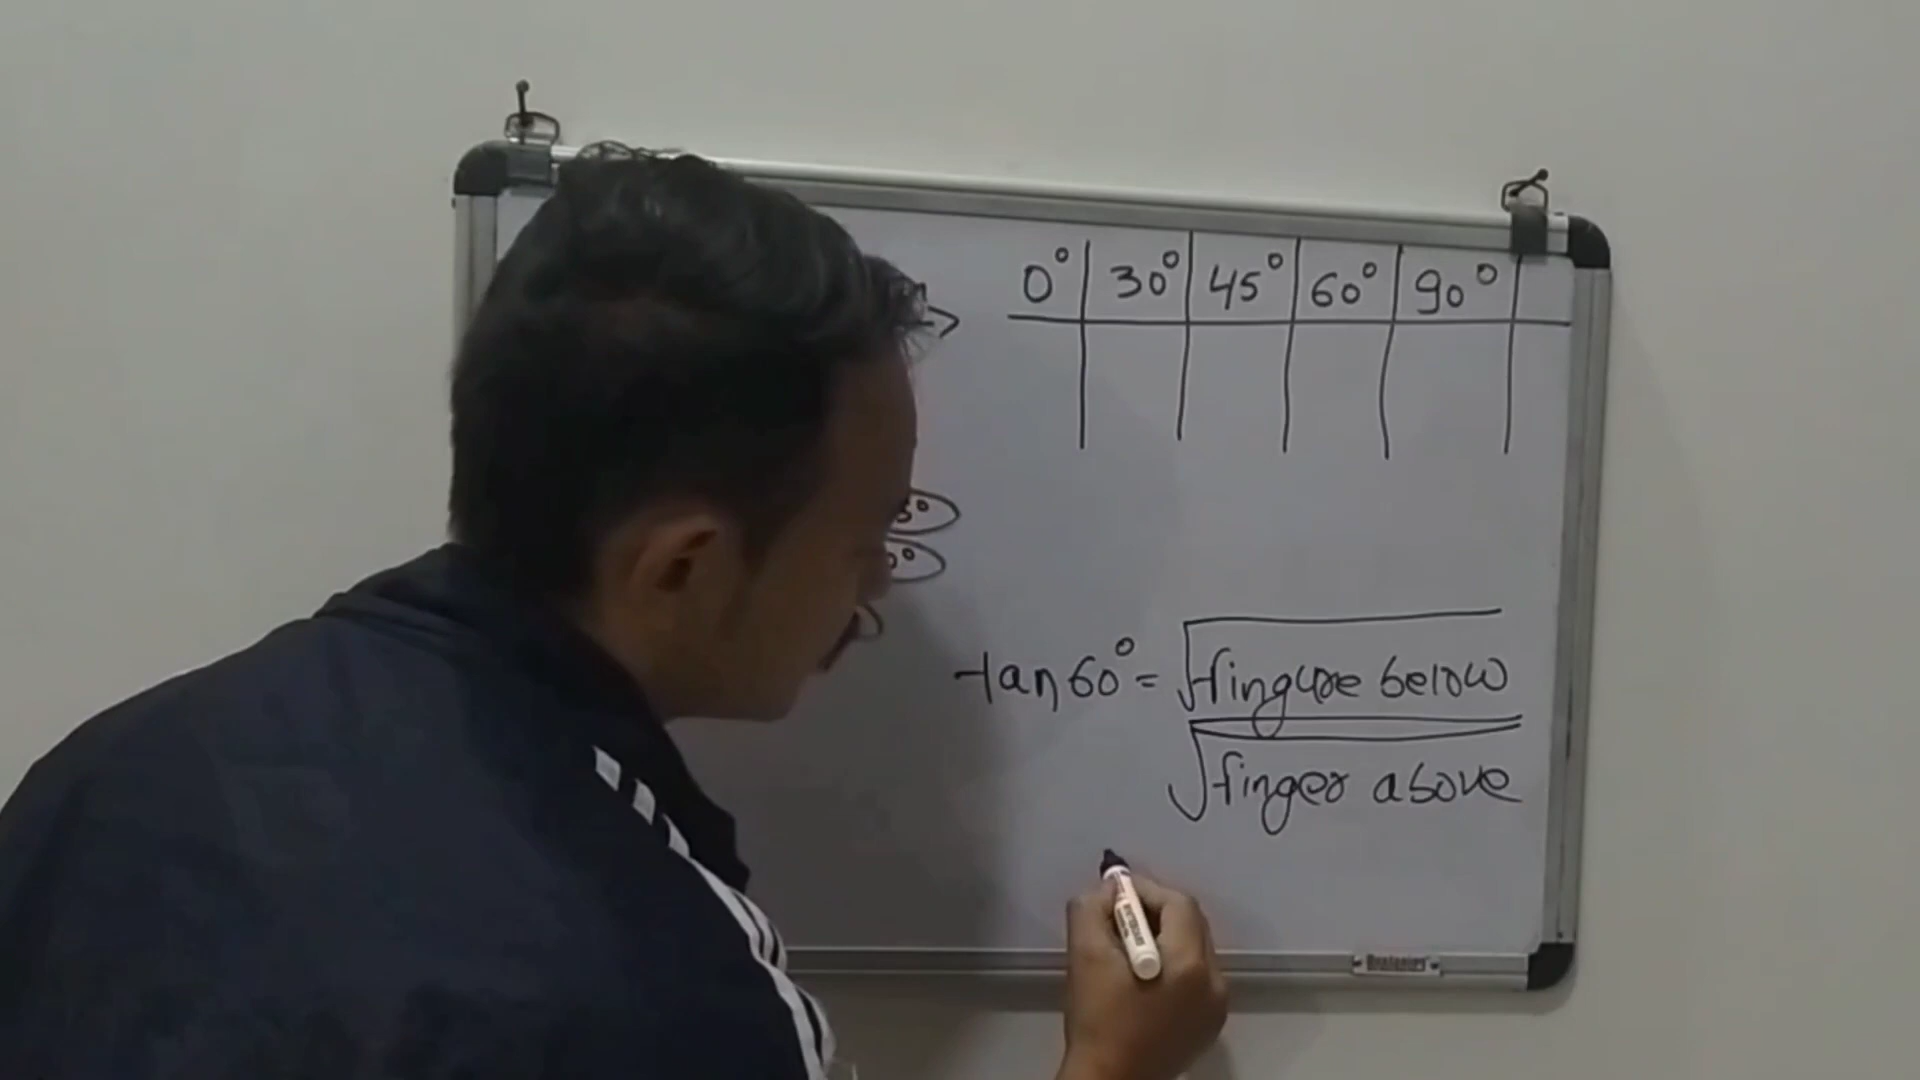 0° 30° 45° 60° 90°
tan 60° = √fingure below
√finger above